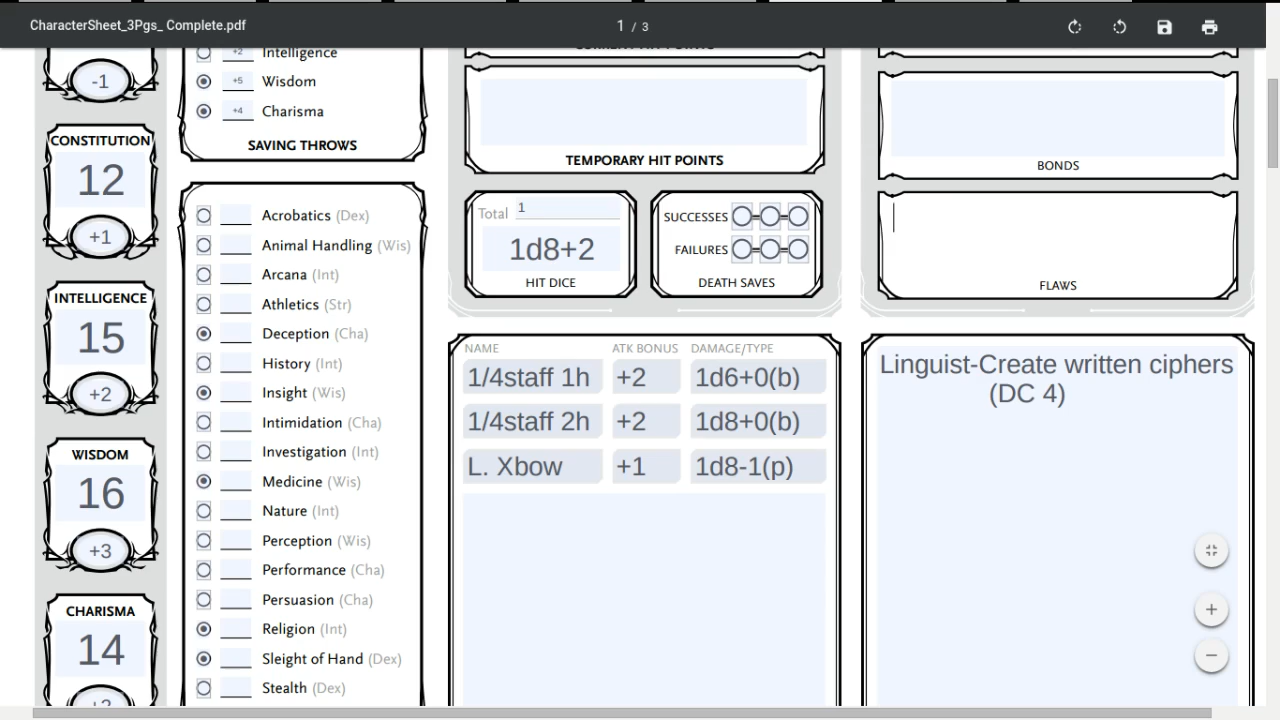 CharacterSheet_3Pgs_ Complete.pdf
1 / 3
-1
CONSTITUTION
12
+1
INTELLIGENCE
15
+2
WISDOM
16
+3
CHARISMA
14
+2
+2 Intelligence
+5 Wisdom
+4 Charisma
SAVING THROWS
Acrobatics (Dex)
Animal Handling (Wis)
Arcana (Int)
Athletics (Str)
Deception (Cha)
History (Int)
Insight (Wis)
Intimidation (Cha)
Investigation (Int)
Medicine (Wis)
Nature (Int)
Perception (Wis)
Performance (Cha)
Persuasion (Cha)
Religion (Int)
Sleight of Hand (Dex)
Stealth (Dex)
CURRENT HIT POINTS
TEMPORARY HIT POINTS
Total 1
1d8+2
HIT DICE
SUCCESSES
FAILURES
DEATH SAVES
NAME ATK BONUS DAMAGE/TYPE
1/4staff 1h +2 1d6+0(b)
1/4staff 2h +2 1d8+0(b)
L. Xbow +1 1d8-1(p)
BONDS
FLAWS
Linguist-Create written ciphers
(DC 4)